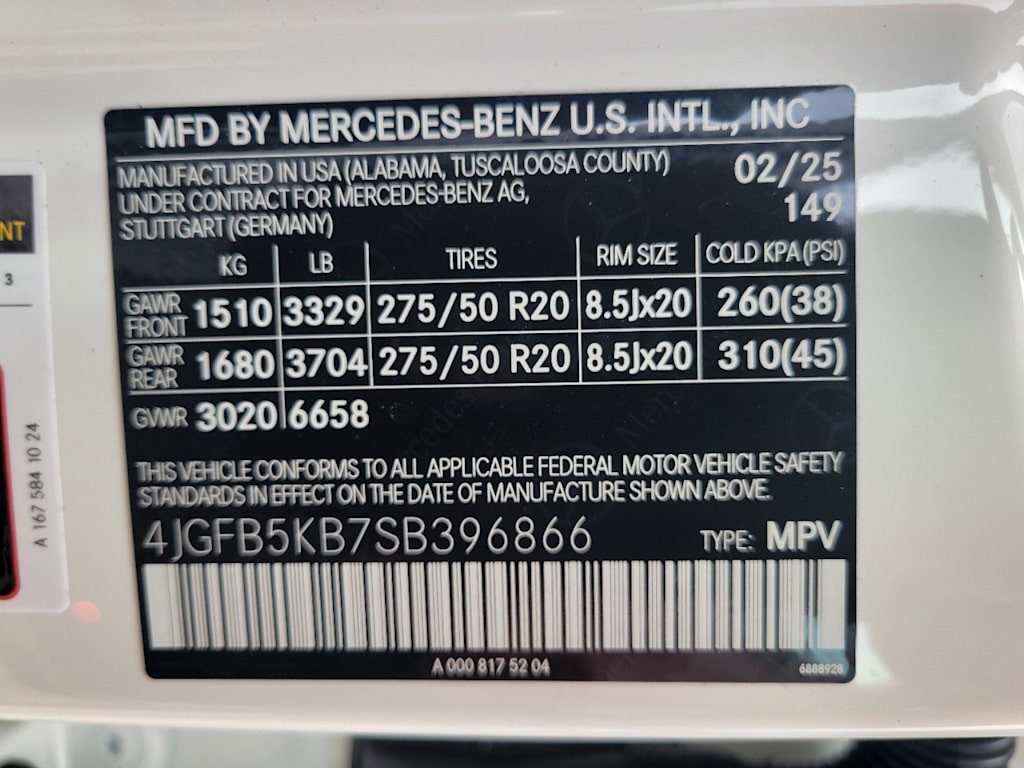 MFD BY MERCEDES-BENZ U.S. INTL., INC
MANUFACTURED IN USA (ALABAMA, TUSCALOOSA COUNTY) 02/25
UNDER CONTRACT FOR MERCEDES-BENZ AG, 149
STUTTGART (GERMANY)
KG LB TIRES RIM SIZE COLD KPA (PSI)
GAWR FRONT 1510 3329 275/50 R20 8.5Jx20 260(38)
GAWR REAR 1680 3704 275/50 R20 8.5Jx20 310(45)
GVWR 3020 6658
THIS VEHICLE CONFORMS TO ALL APPLICABLE FEDERAL MOTOR VEHICLE SAFETY
STANDARDS IN EFFECT ON THE DATE OF MANUFACTURE SHOWN ABOVE.
4JGFB5KB7SB396866 TYPE: MPV
A 000 817 52 04 6888928
NT
3
A 167 584 10 24